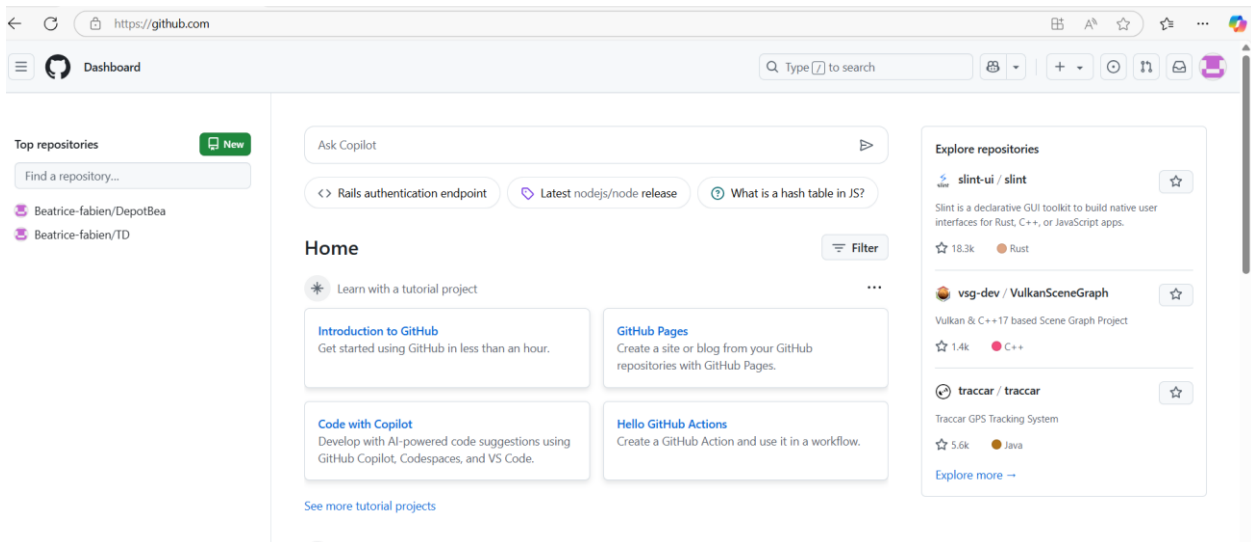 https://github.com
Dashboard
Type / to search
Top repositories
New
Find a repository...
Beatrice-fabien/DepotBea
Beatrice-fabien/TD
Ask Copilot
Rails authentication endpoint
Latest nodejs/node release
What is a hash table in JS?
Home
Filter
Learn with a tutorial project
Introduction to GitHub
Get started using GitHub in less than an hour.
GitHub Pages
Create a site or blog from your GitHub
repositories with GitHub Pages.
Code with Copilot
Develop with AI-powered code suggestions using
GitHub Copilot, Codespaces, and VS Code.
Hello GitHub Actions
Create a GitHub Action and use it in a workflow.
See more tutorial projects
Explore repositories
slint-ui / slint
Slint is a declarative GUI toolkit to build native user
interfaces for Rust, C++, or JavaScript apps.
18.3k Rust
vsg-dev / VulkanSceneGraph
Vulkan & C++17 based Scene Graph Project
1.4k C++
traccar / traccar
Traccar GPS Tracking System
5.6k Java
Explore more →